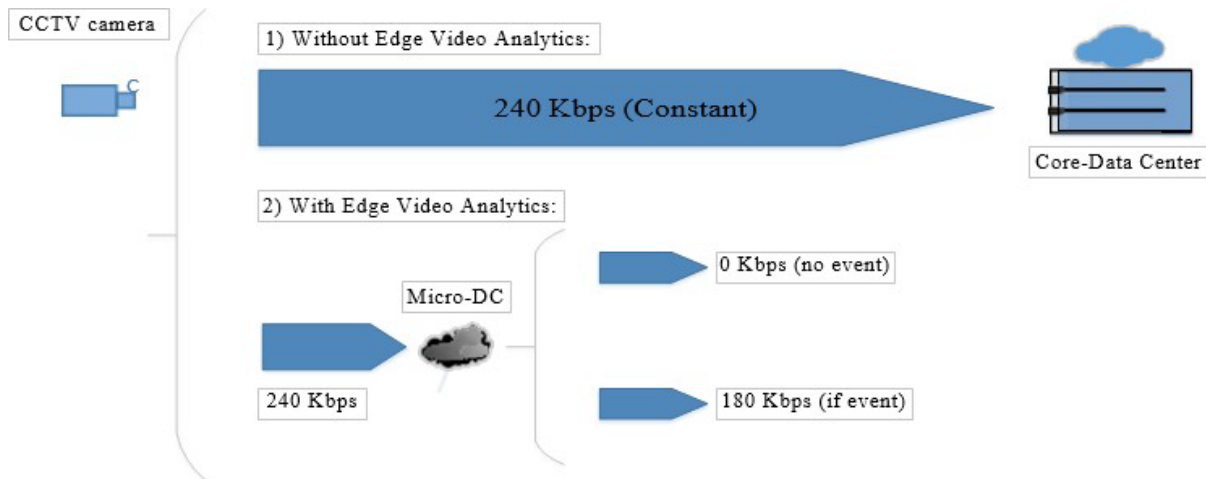 CCTV camera
C
1) Without Edge Video Analytics:
240 Kbps (Constant)
Core-Data Center
2) With Edge Video Analytics:
0 Kbps (no event)
Micro-DC
240 Kbps
180 Kbps (if event)